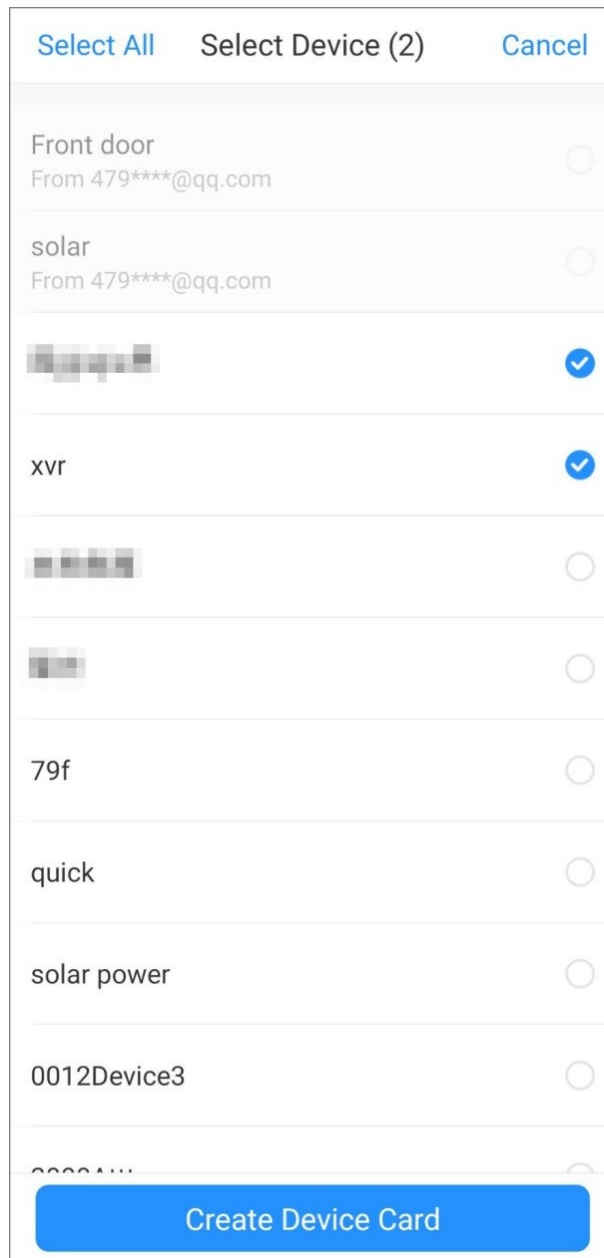 Select All Select Device (2) Cancel
Front door
From 479****@qq.com
solar
From 479****@qq.com
xvr
79f
quick
solar power
0012Device3
Create Device Card